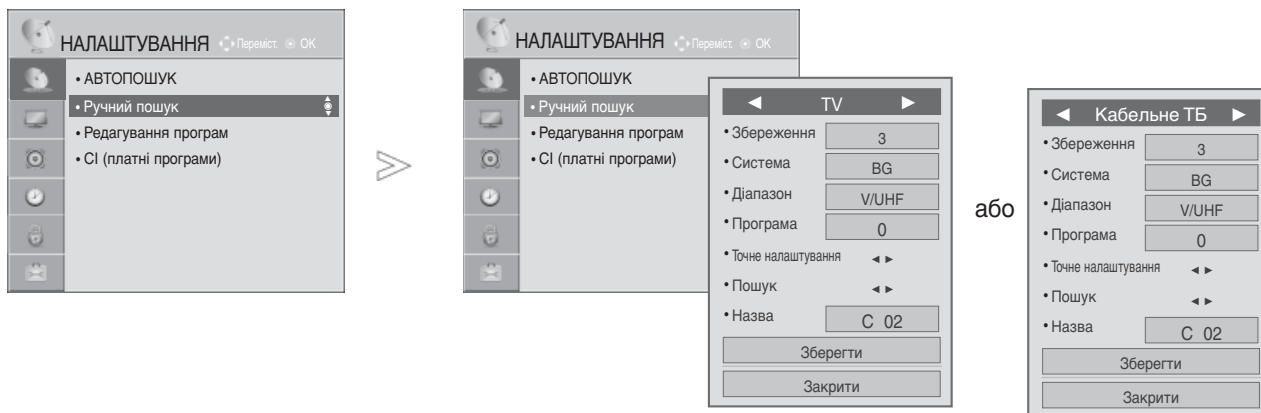 НАЛАШТУВАННЯ Переміст. OK
• АВТОПОШУК
• Ручний пошук
• Редагування програм
• CI (платні програми)
НАЛАШТУВАННЯ Переміст. OK
• АВТОПОШУК
• Ручний пошук
• Редагування програм
• CI (платні програми)
◄ TV ►
• Збереження 3
• Система BG
• Діапазон V/UHF
• Програма 0
• Точне налаштування ◄ ►
• Пошук ◄ ►
• Назва C 02
Зберегти
Закрити
або
◄ Кабельне ТБ ►
• Збереження 3
• Система BG
• Діапазон V/UHF
• Програма 0
• Точне налаштування ◄ ►
• Пошук ◄ ►
• Назва C 02
Зберегти
Закрити